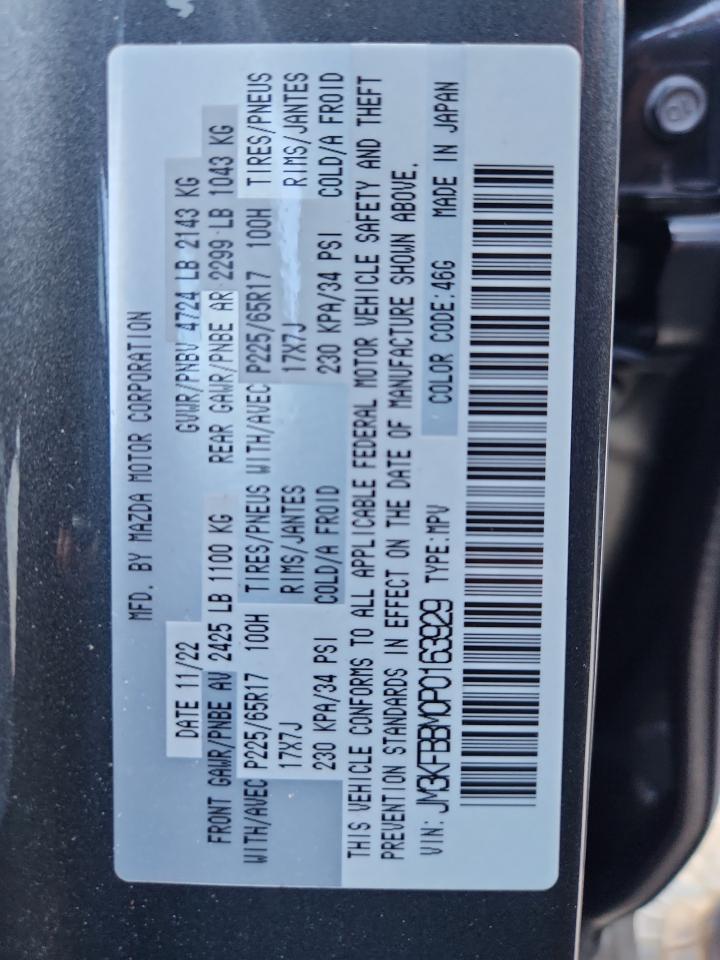 MFD. BY MAZDA MOTOR CORPORATION
DATE 11/22 GVWR/PNBV 4724 LB 2143 KG
FRONT GAWR/PNBE AV 2425 LB 1100 KG REAR GAWR/PNBE AR 2299 LB 1043 KG
WITH/AVEC P225/65R17 100H TIRES/PNEUS WITH/AVEC P225/65R17 100H TIRES/PNEUS
17X7J RIMS/JANTES 17X7J RIMS/JANTES
230 KPA/34 PSI COLD/A FROID 230 KPA/34 PSI COLD/A FROID
THIS VEHICLE CONFORMS TO ALL APPLICABLE FEDERAL MOTOR VEHICLE SAFETY AND THEFT
PREVENTION STANDARDS IN EFFECT ON THE DATE OF MANUFACTURE SHOWN ABOVE.
VIN: JM3KFBBM0P0163929 TYPE:MPV COLOR CODE:46G MADE IN JAPAN